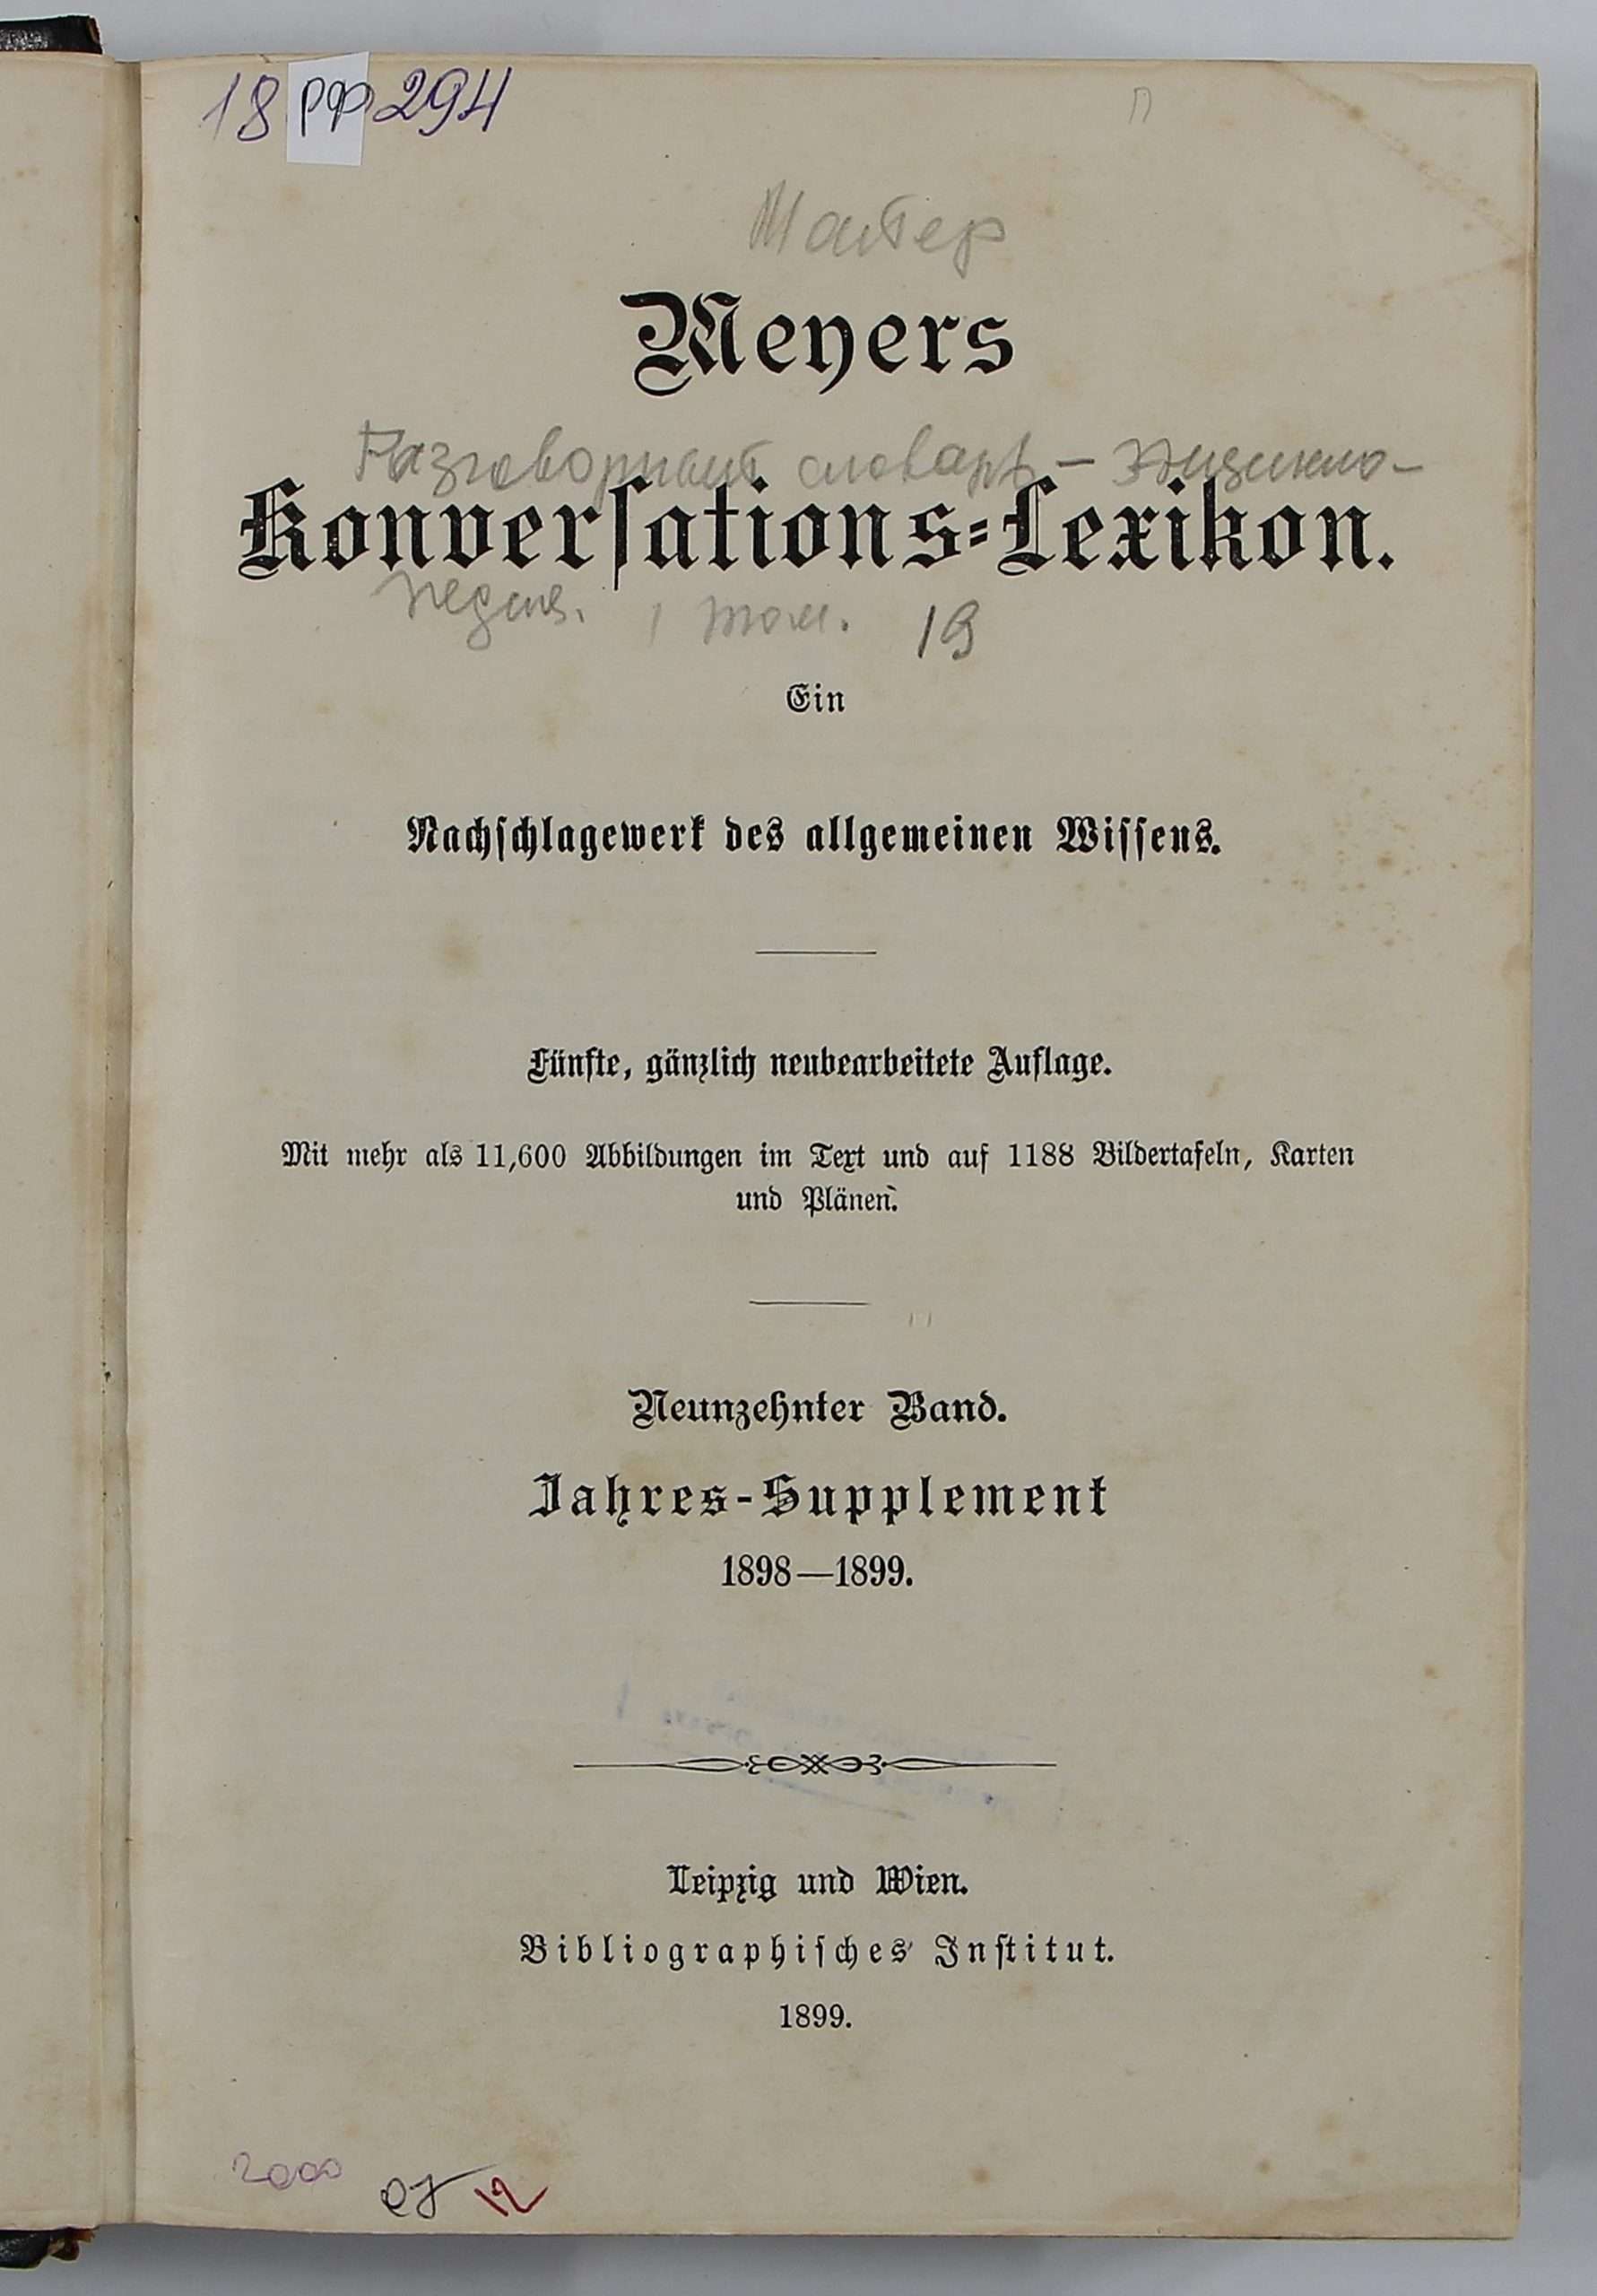 18 рф 294
Майер
Meyers
Разговорный словарь - энцикло-
Konversations=Lexikon.
педия. 1 том. 19
Ein
Nachschlagewerk des allgemeinen Wissens.
Fünfte, gänzlich neubearbeitete Auflage.
Mit mehr als 11,600 Abbildungen im Text und auf 1188 Bildertafeln, Karten
und Plänen.
Neunzehnter Band.
Jahres-Supplement
1898—1899.
Leipzig und Wien.
Bibliographisches Institut.
1899.
2000
12